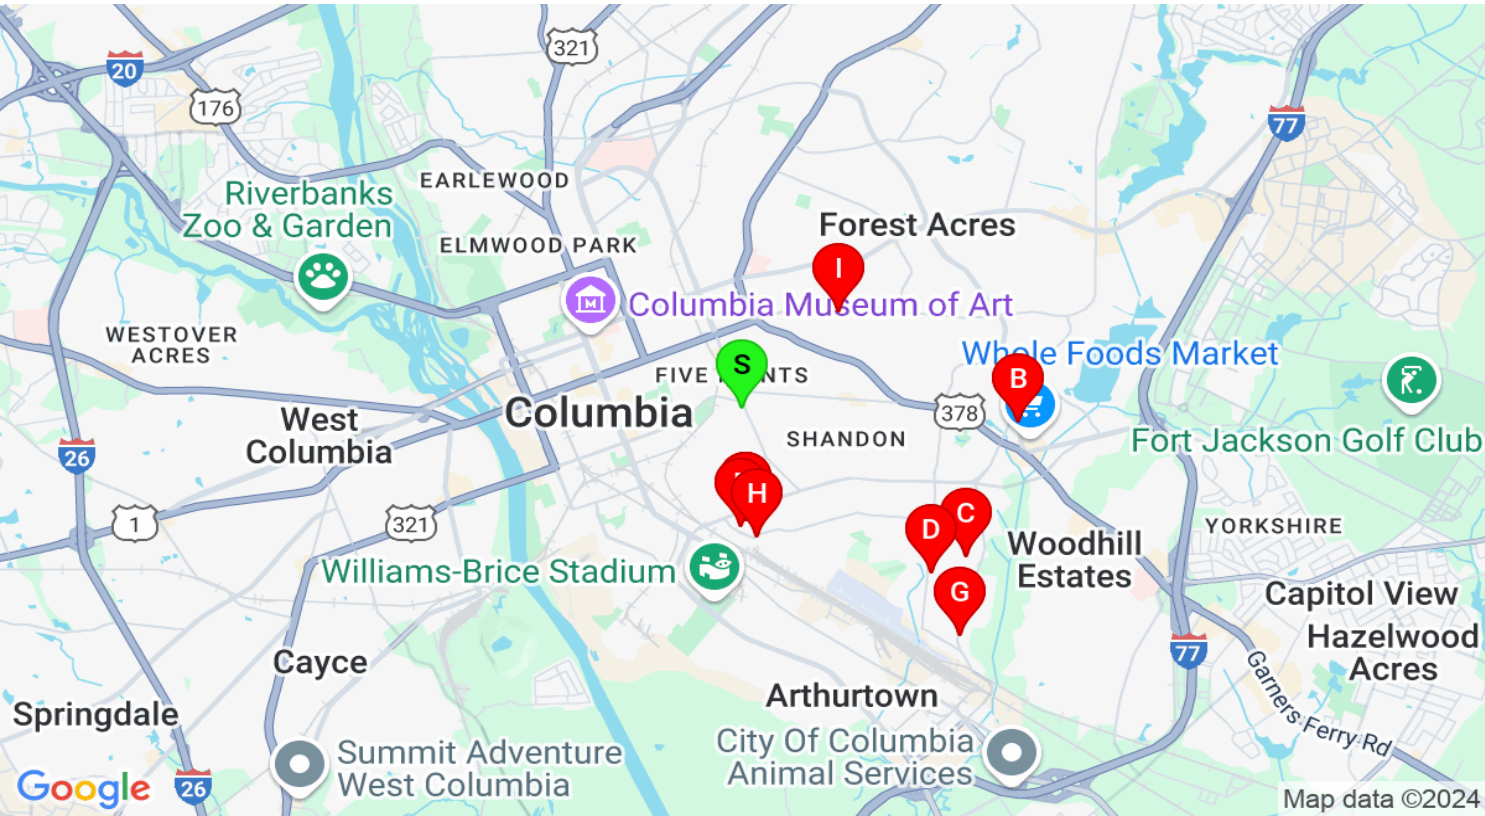 321
20
176
77
EARLEWOOD
Riverbanks
Zoo & Garden
Forest Acres
ELMWOOD PARK
I
Columbia Museum of Art
WESTOVER
ACRES
Whole Foods Market
S
FIVE
NTS
B
West
Columbia
Columbia
378
SHANDON
Fort Jackson Golf Club
26
H
1
321
C
D
YORKSHIRE
Woodhill
Estates
Williams-Brice Stadium
G
Capitol View
Hazelwood
Acres
77
Cayce
Arthurtown
Garners Ferry Rd
Springdale
City Of Columbia
Animal Services
Summit Adventure
West Columbia
Google
26
Map data ©2024